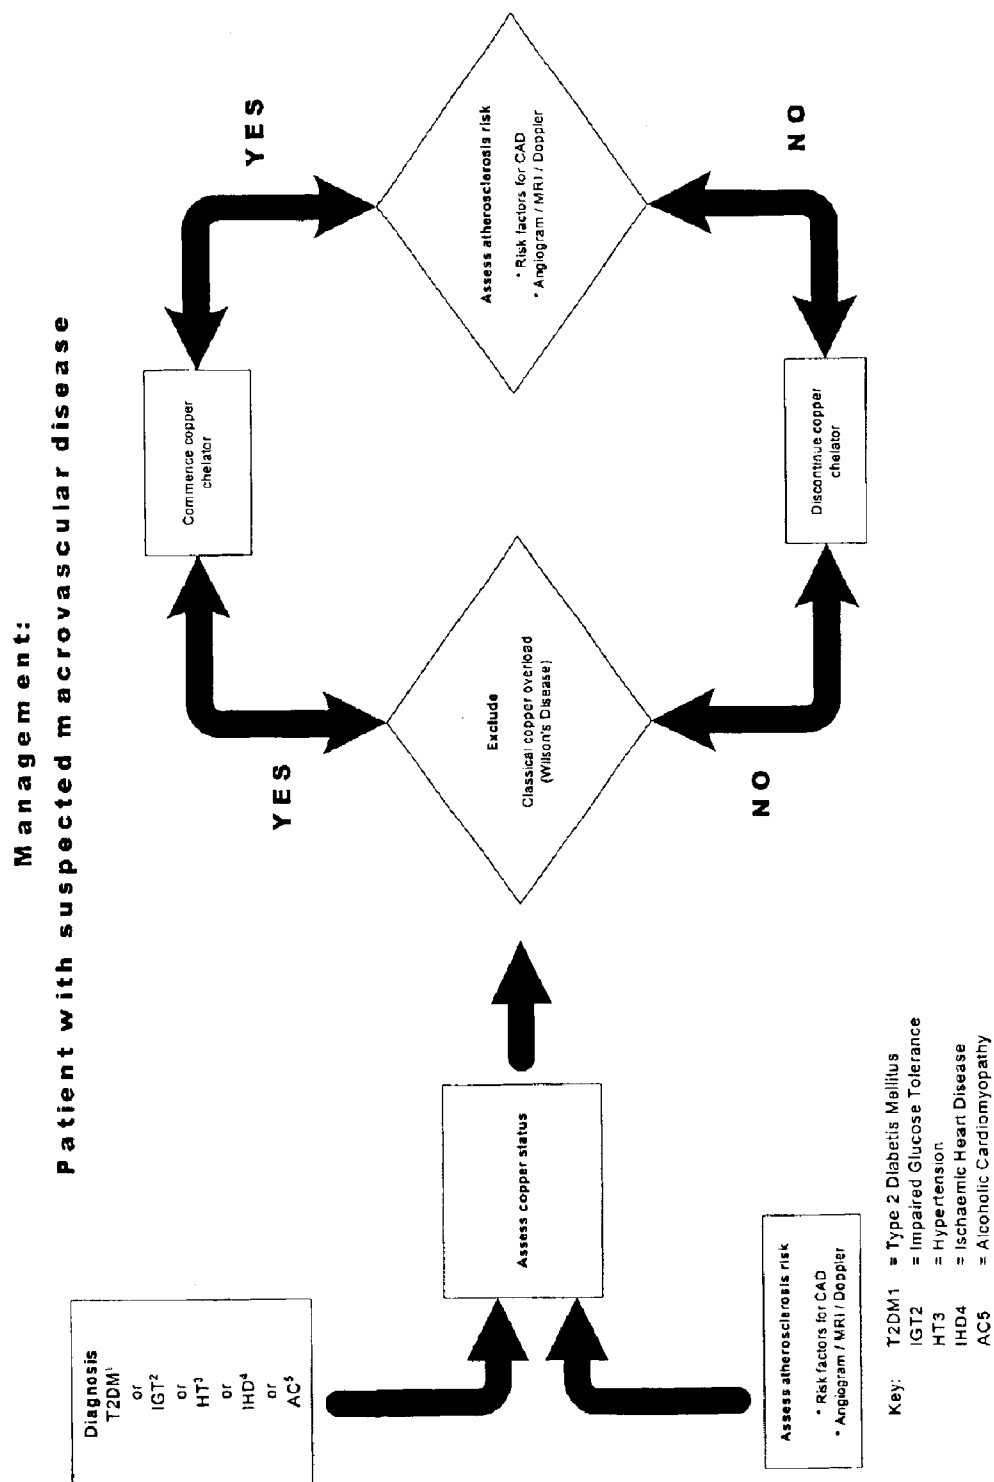 Management:
Patient with suspected macrovascular disease
Diagnosis
T2DM¹
or
IGT²
or
HT³
or
IHD⁴
or
AC⁵
Assess atherosclerosis risk
* Risk factors for CAD
* Angiogram / MRI / Doppler
Assess copper status
Exclude
Classical copper overload
(Wilson's Disease)
YES
NO
Commence copper
chelator
Discontinue copper
chelator
YES
NO
Assess atherosclerosis risk
* Risk factors for CAD
* Angiogram / MRI / Doppler
Key: T2DM1 = Type 2 Diabetis Mellitus
IGT2 = Impaired Glucose Tolerance
HT3 = Hypertension
IHD4 = Ischaemic Heart Disease
AC5 = Alcoholic Cardiomyopathy